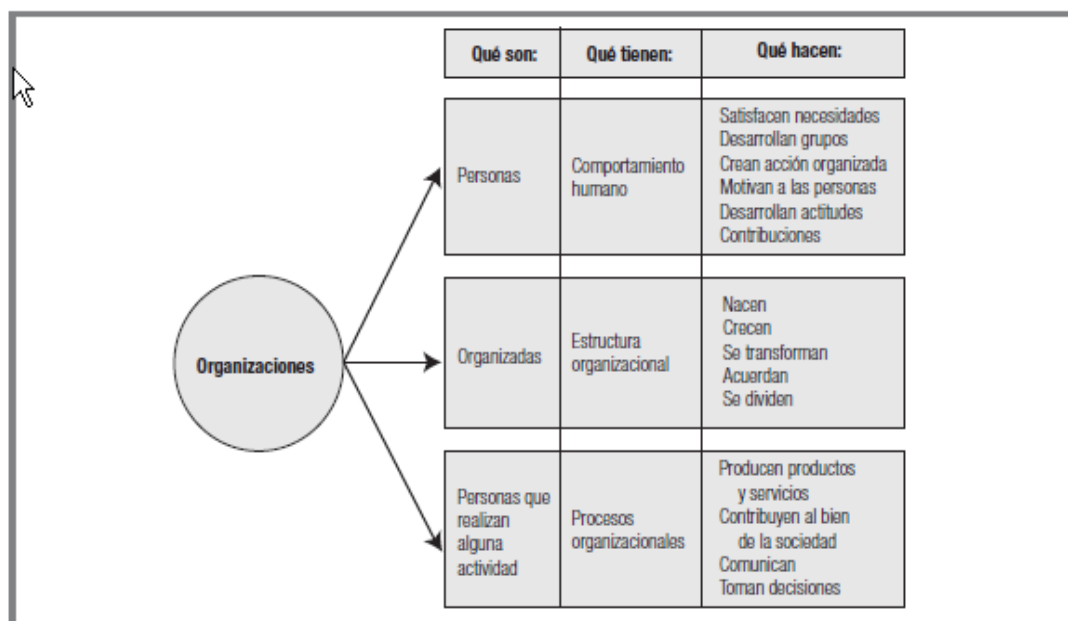 Qué son:
Qué tienen:
Qué hacen:
Organizaciones
Personas
Comportamiento
humano
Satisfacen necesidades
Desarrollan grupos
Crean acción organizada
Motivan a las personas
Desarrollan actitudes
Contribuciones
Organizadas
Estructura
organizacional
Nacen
Crecen
Se transforman
Acuerdan
Se dividen
Personas que
realizan
alguna
actividad
Procesos
organizacionales
Producen productos
y servicios
Contribuyen al bien
de la sociedad
Comunican
Toman decisiones